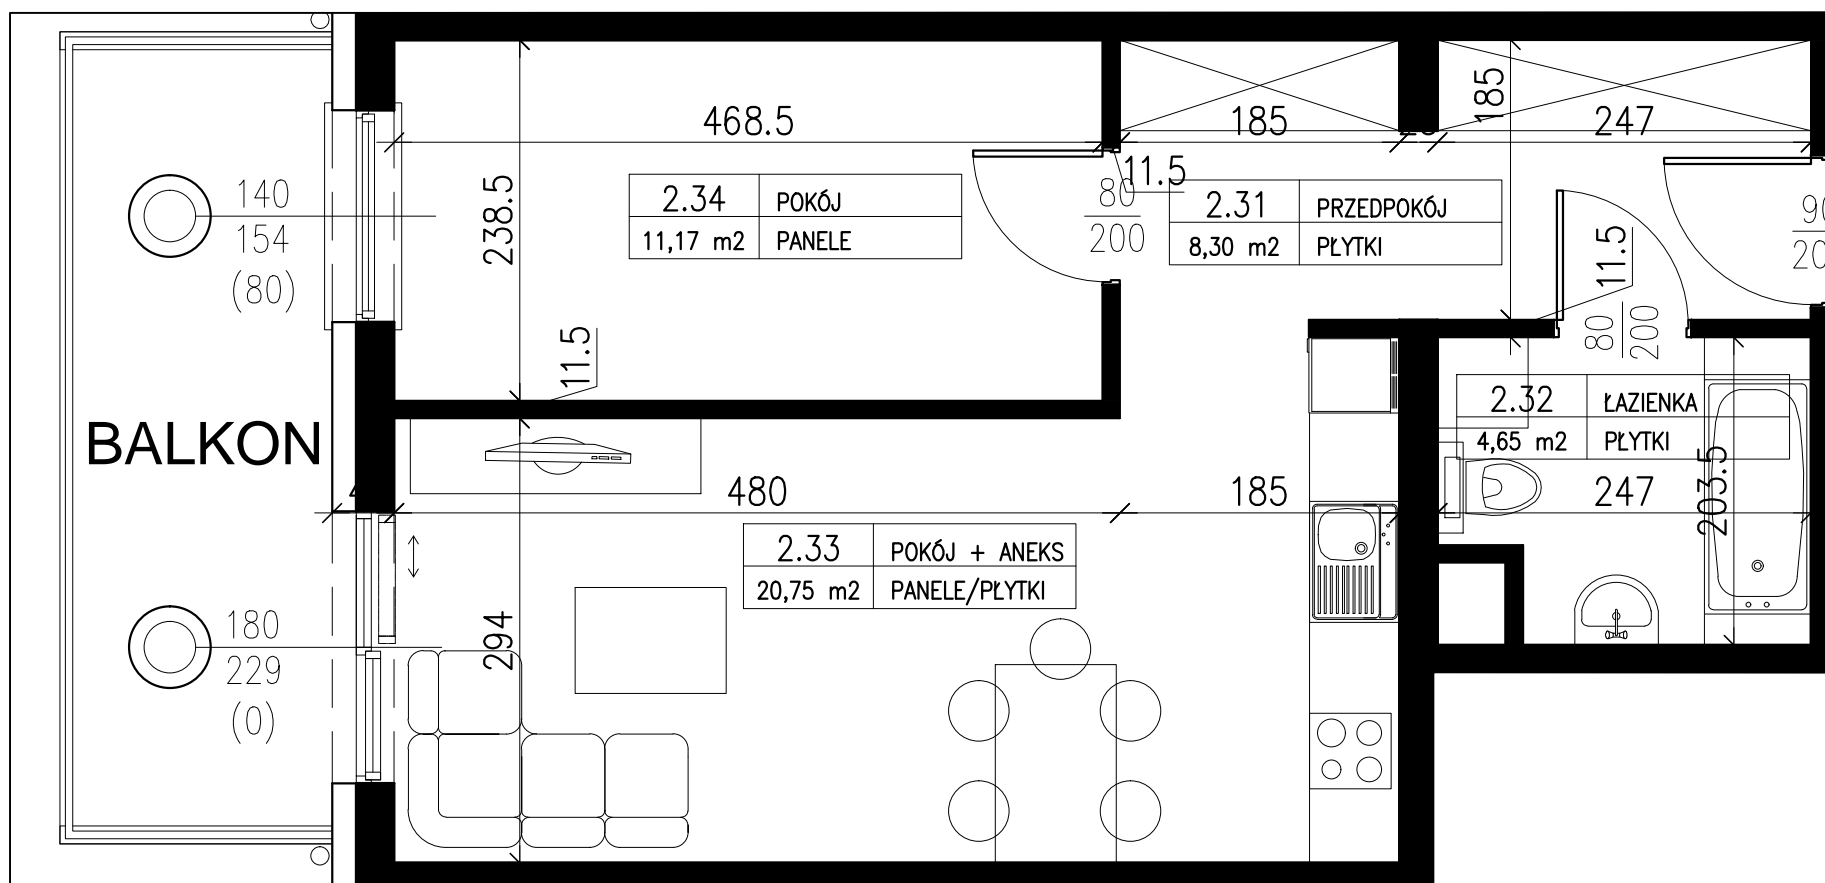 468.5
185
247
185
140
154
(80)
238.5
2.34 POKÓJ
11,17 m2 PANELE
11.5
80
200
2.31 PRZEDPOKÓJ
8,30 m2 PŁYTKI
11.5
11.5
80
200
BALKON
2.32 ŁAZIENKA
4,65 m2 PŁYTKI
480
185
247
203.5
2.33 POKÓJ + ANEKS
20,75 m2 PANELE/PŁYTKI
180
229
(0)
294